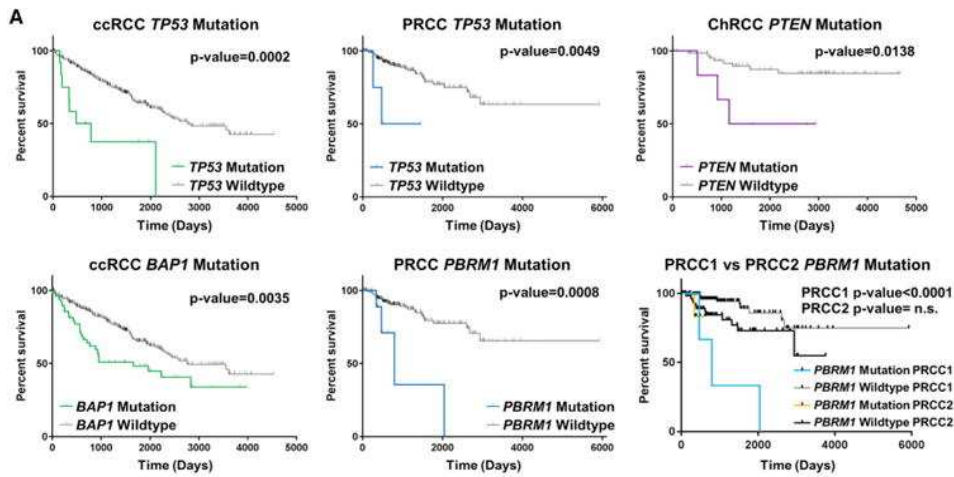 A
ccRCC TP53 Mutation
p-value=0.0002
Percent survival
100
50
0
TP53 Mutation
TP53 Wildtype
0 1000 2000 3000 4000 5000
Time (Days)
PRCC TP53 Mutation
p-value=0.0049
Percent survival
100
50
0
TP53 Mutation
TP53 Wildtype
0 2000 4000 6000
Time (Days)
ChRCC PTEN Mutation
p-value=0.0138
Percent survival
100
50
0
PTEN Mutation
PTEN Wildtype
0 1000 2000 3000 4000 5000
Time (Days)
ccRCC BAP1 Mutation
p-value=0.0035
Percent survival
100
50
0
BAP1 Mutation
BAP1 Wildtype
0 1000 2000 3000 4000 5000
Time (Days)
PRCC PBRM1 Mutation
p-value=0.0008
Percent survival
100
50
0
PBRM1 Mutation
PBRM1 Wildtype
0 2000 4000 6000
Time (Days)
PRCC1 vs PRCC2 PBRM1 Mutation
PRCC1 p-value<0.0001
PRCC2 p-value= n.s.
Percent survival
100
50
0
PBRM1 Mutation PRCC1
PBRM1 Wildtype PRCC1
PBRM1 Mutation PRCC2
PBRM1 Wildtype PRCC2
0 2000 4000 6000
Time (Days)